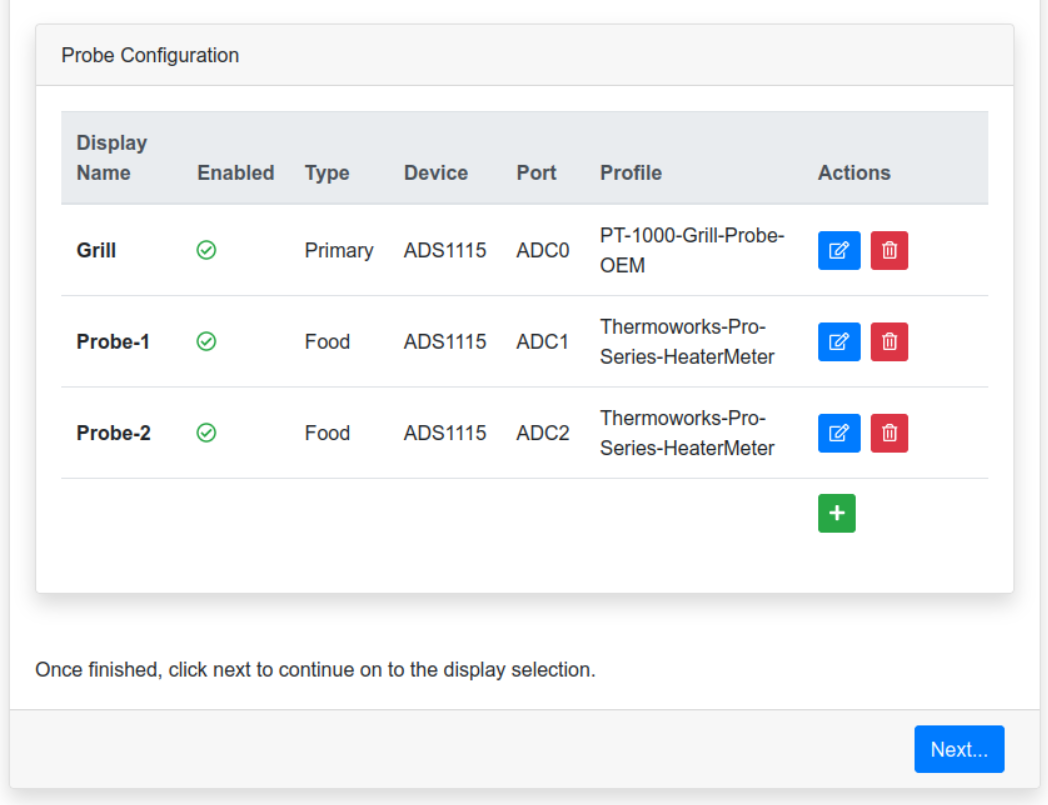 Probe Configuration
Display Name Enabled Type Device Port Profile Actions
Grill Primary ADS1115 ADC0 PT-1000-Grill-Probe-
OEM
Probe-1 Food ADS1115 ADC1 Thermoworks-Pro-
Series-HeaterMeter
Probe-2 Food ADS1115 ADC2 Thermoworks-Pro-
Series-HeaterMeter
Once finished, click next to continue on to the display selection.
Next...